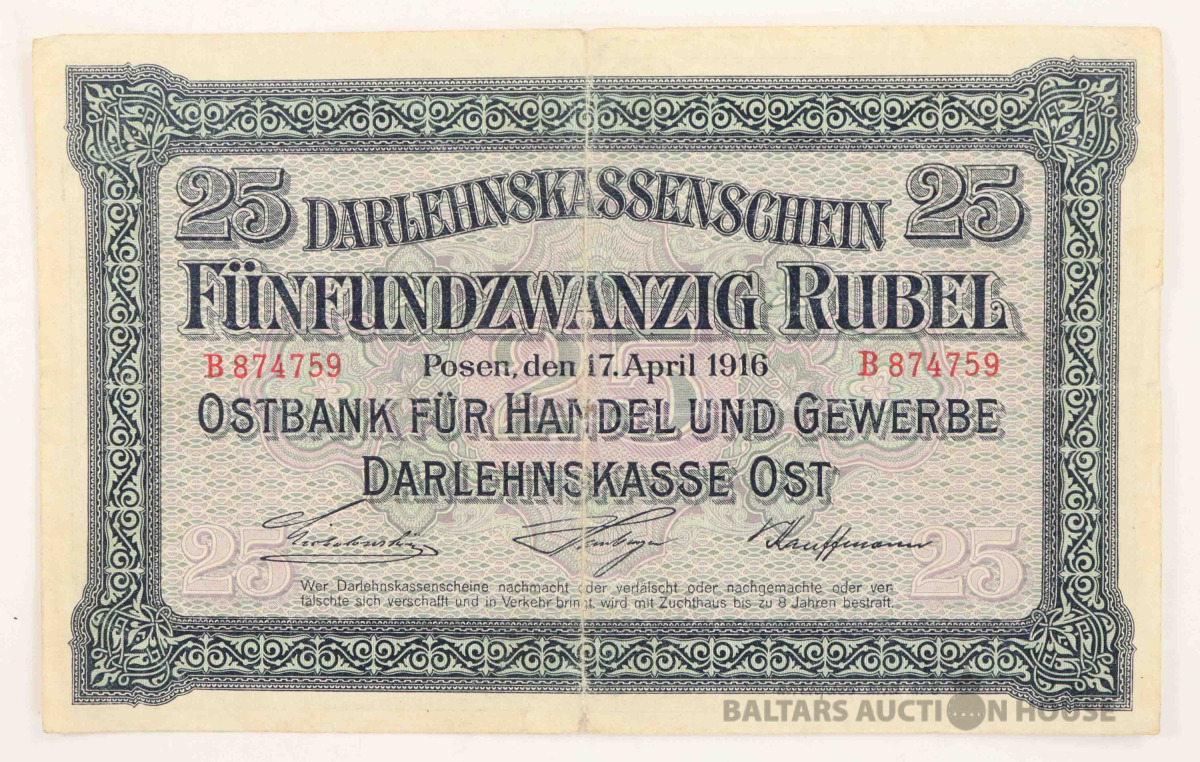 25 DARLEHNSKASSENSCHEIN 25
FÜNFUNDZWANZIG RUBEL
B 874759 Posen, den 17. April 1916 B 874759
25
OSTBANK FÜR HANDEL UND GEWERBE
DARLEHNSKASSE OST
Kauffmann
25 25
Wer Darlehnskassenscheine nachmacht oder verfälscht oder nachgemachte oder ver
fälschte sich verschafft und in Verkehr bringt, wird mit Zuchthaus bis zu 8 Jahren bestraft.
BALTARS AUCTION HOUSE